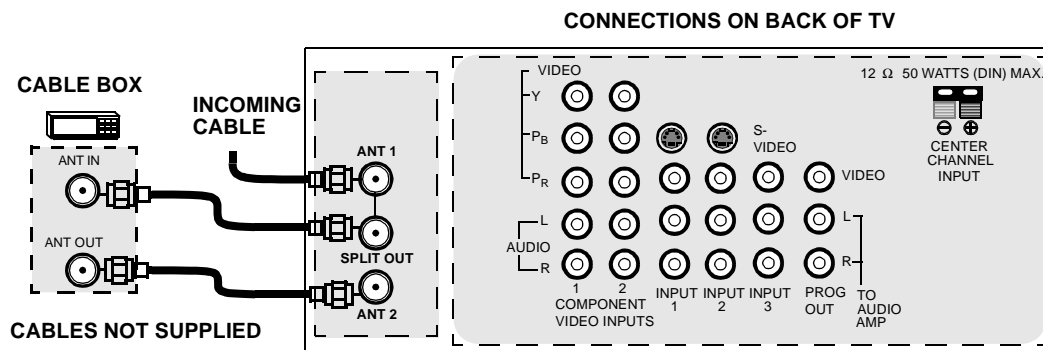 CONNECTIONS ON BACK OF TV
CABLE BOX
INCOMING
CABLE
ANT IN
ANT OUT
CABLES NOT SUPPLIED
ANT 1
SPLIT OUT
ANT 2
VIDEO
Y
PB
PR
L
AUDIO
R
S-
VIDEO
VIDEO
L
R
1
2
COMPONENT
VIDEO INPUTS
INPUT
1
INPUT
2
INPUT
3
PROG
OUT
TO
AUDIO
AMP
12 Ω 50 WATTS (DIN) MAX.
⊖ ⊕
CENTER
CHANNEL
INPUT